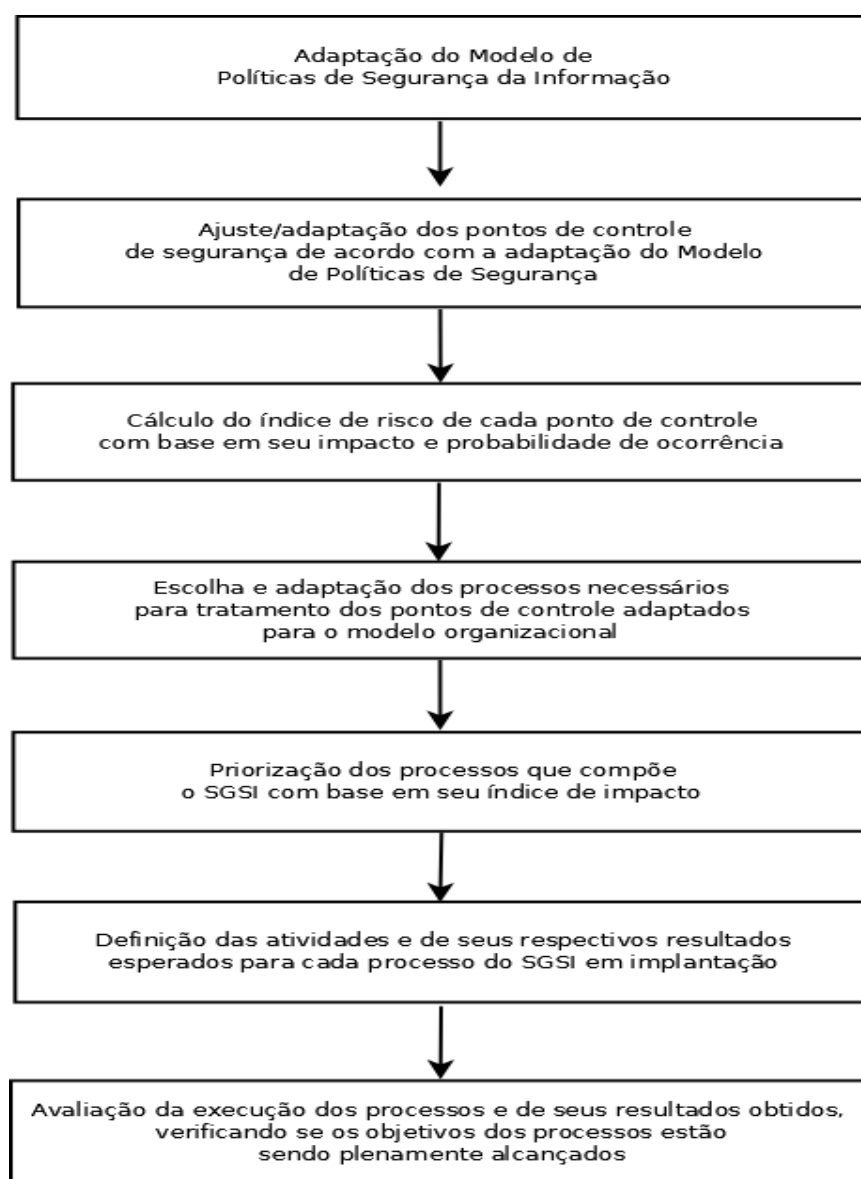 Adaptação do Modelo de
Políticas de Segurança da Informação
Ajuste/adaptação dos pontos de controle
de segurança de acordo com a adaptação do Modelo
de Políticas de Segurança
Cálculo do índice de risco de cada ponto de controle
com base em seu impacto e probabilidade de ocorrência
Escolha e adaptação dos processos necessários
para tratamento dos pontos de controle adaptados
para o modelo organizacional
Priorização dos processos que compõe
o SGSI com base em seu índice de impacto
Definição das atividades e de seus respectivos resultados
esperados para cada processo do SGSI em implantação
Avaliação da execução dos processos e de seus resultados obtidos,
verificando se os objetivos dos processos estão
sendo plenamente alcançados